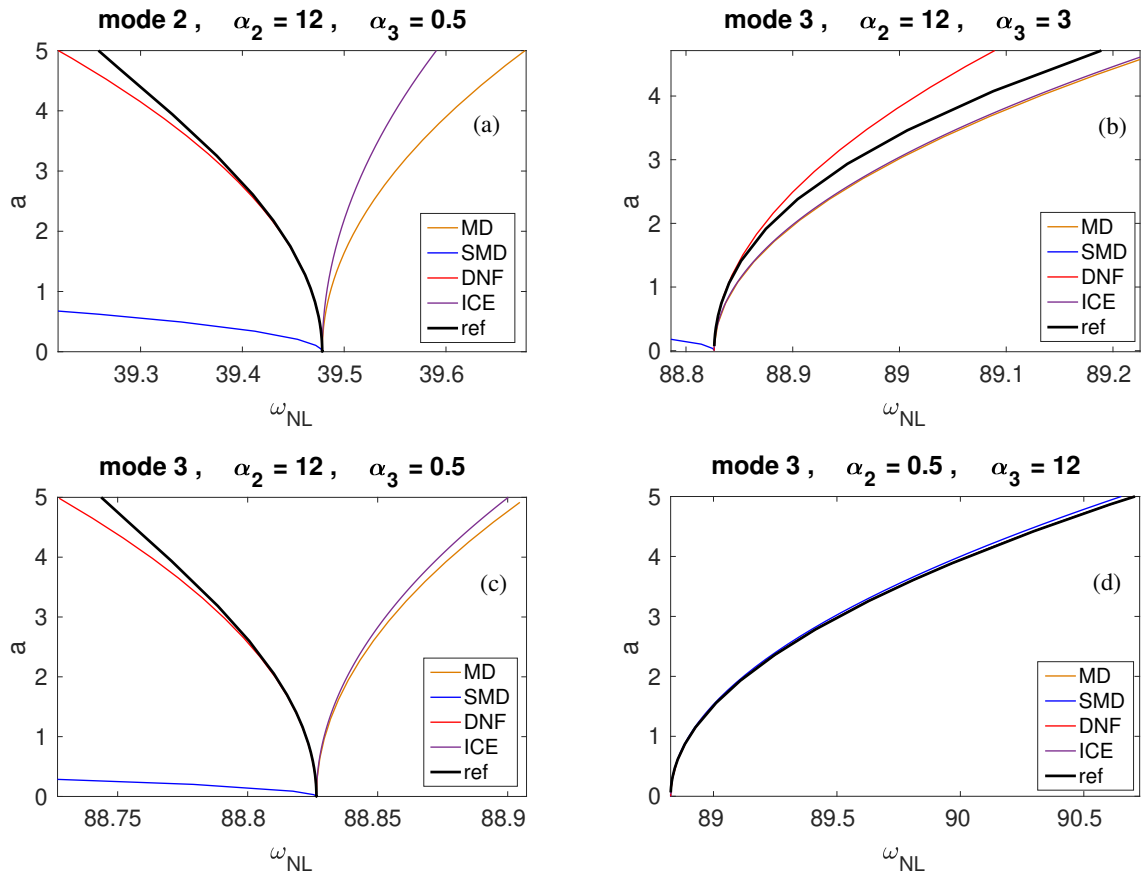 mode 2 , α2 = 12 , α3 = 0.5
5
4
3
2
1
0
a
39.3 39.4 39.5 39.6
ωNL
(a)
MD
SMD
DNF
ICE
ref
mode 3 , α2 = 12 , α3 = 3
4
3
2
1
0
a
88.8 88.9 89 89.1 89.2
ωNL
(b)
MD
SMD
DNF
ICE
ref
mode 3 , α2 = 12 , α3 = 0.5
5
4
3
2
1
0
a
88.75 88.8 88.85 88.9
ωNL
(c)
MD
SMD
DNF
ICE
ref
mode 3 , α2 = 0.5 , α3 = 12
5
4
3
2
1
0
a
89 89.5 90 90.5
ωNL
(d)
MD
SMD
DNF
ICE
ref